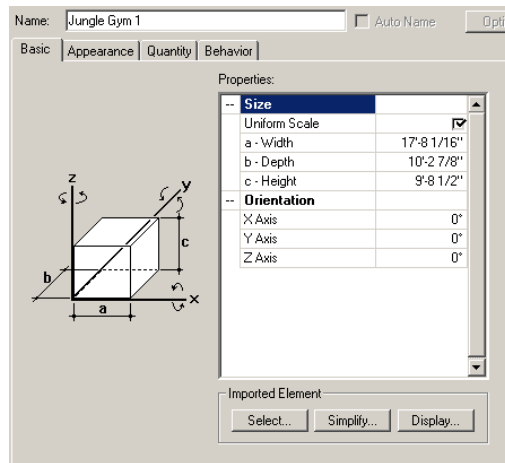 Name: Jungle Gym 1 Auto Name Opti
Basic Appearance Quantity Behavior
Properties:
-- Size
Uniform Scale
a - Width 17'-8 1/16"
b - Depth 10'-2 7/8"
c - Height 9'-8 1/2"
-- Orientation
X Axis 0°
Y Axis 0°
Z Axis 0°
z
y
c
b
x
a
Imported Element
Select... Simplify... Display...